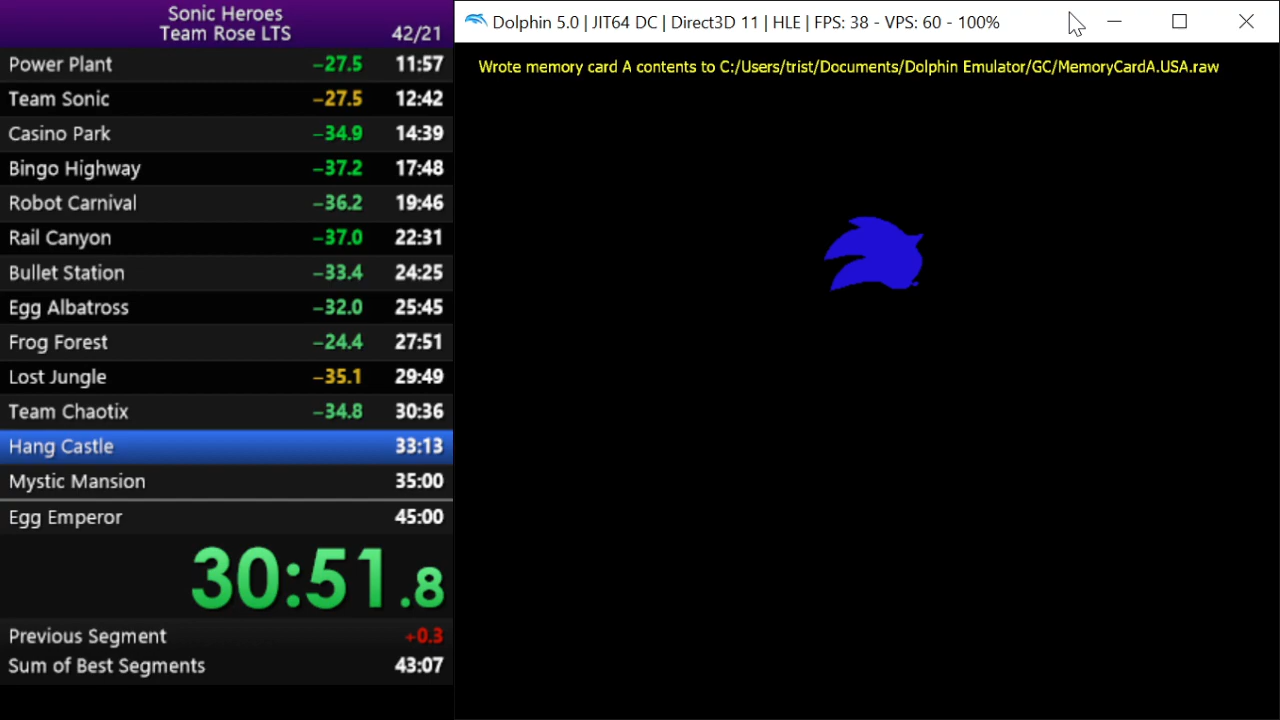 Sonic Heroes
Team Rose LTS 42/21
Power Plant -27.5 11:57
Team Sonic -27.5 12:42
Casino Park -34.9 14:39
Bingo Highway -37.2 17:48
Robot Carnival -36.2 19:46
Rail Canyon -37.0 22:31
Bullet Station -33.4 24:25
Egg Albatross -32.0 25:45
Frog Forest -24.4 27:51
Lost Jungle -35.1 29:49
Team Chaotix -34.8 30:36
Hang Castle 33:13
Mystic Mansion 35:00
Egg Emperor 45:00
30:51.8
Previous Segment +0.3
Sum of Best Segments 43:07
Dolphin 5.0 | JIT64 DC | Direct3D 11 | HLE | FPS: 38 - VPS: 60 - 100%
Wrote memory card A contents to C:/Users/trist/Documents/Dolphin Emulator/GC/MemoryCardA.USA.raw